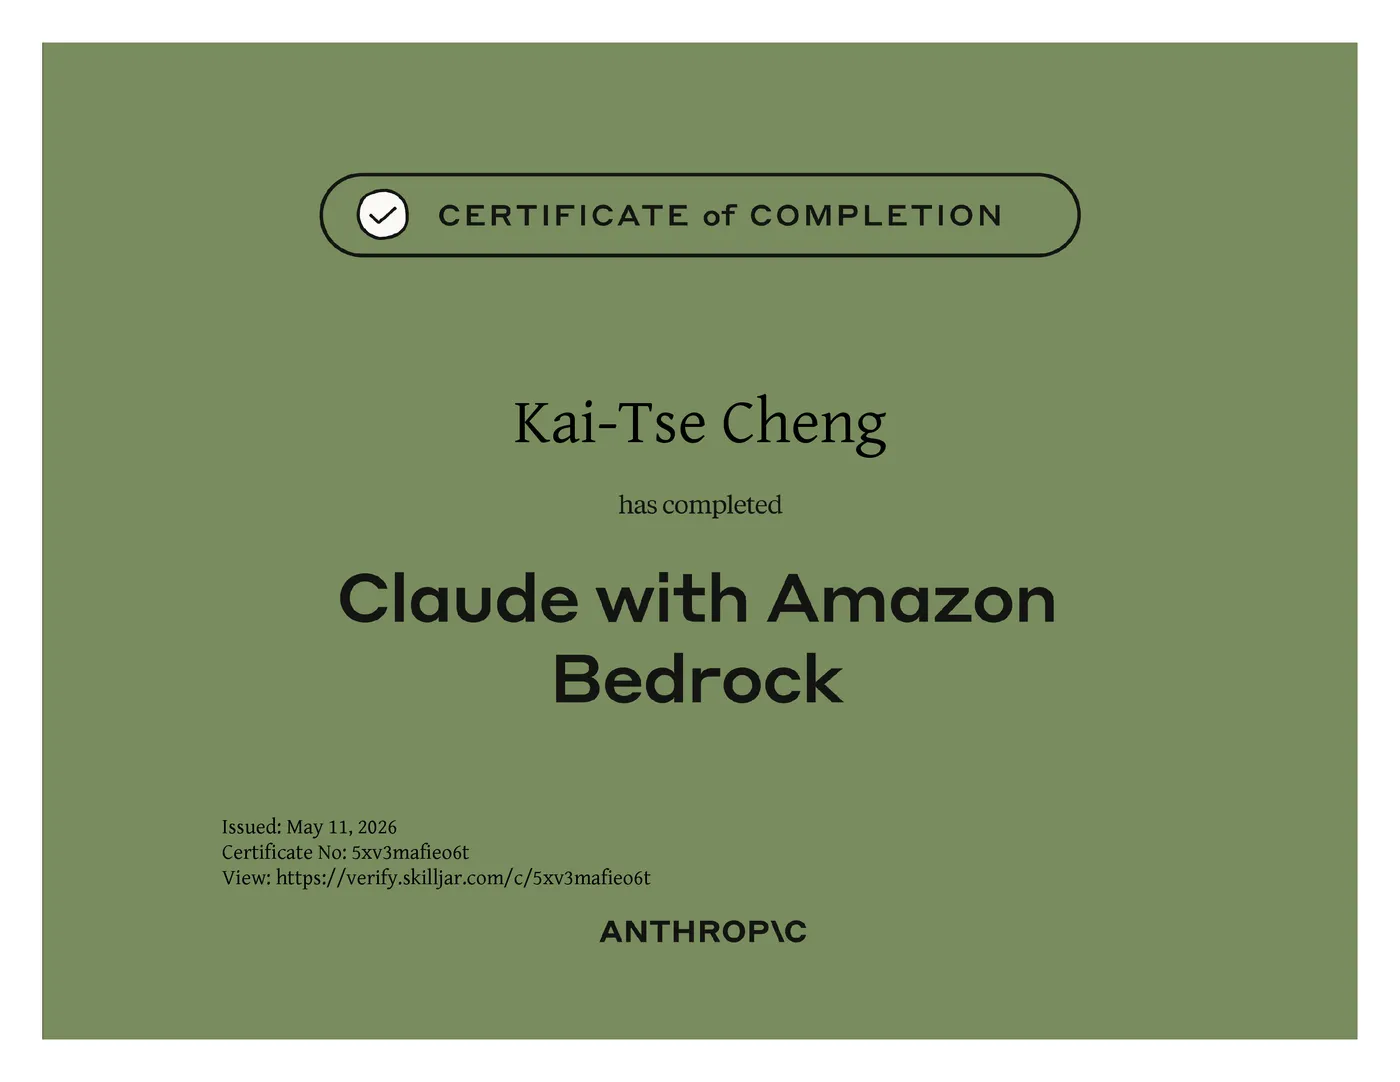 CERTIFICATE of COMPLETION
Kai-Tse Cheng
has completed
Claude with Amazon
Bedrock
Issued: May 11, 2026
Certificate No: 5xv3mafieo6t
View: https://verify.skilljar.com/c/5xv3mafieo6t
ANTHROP\C